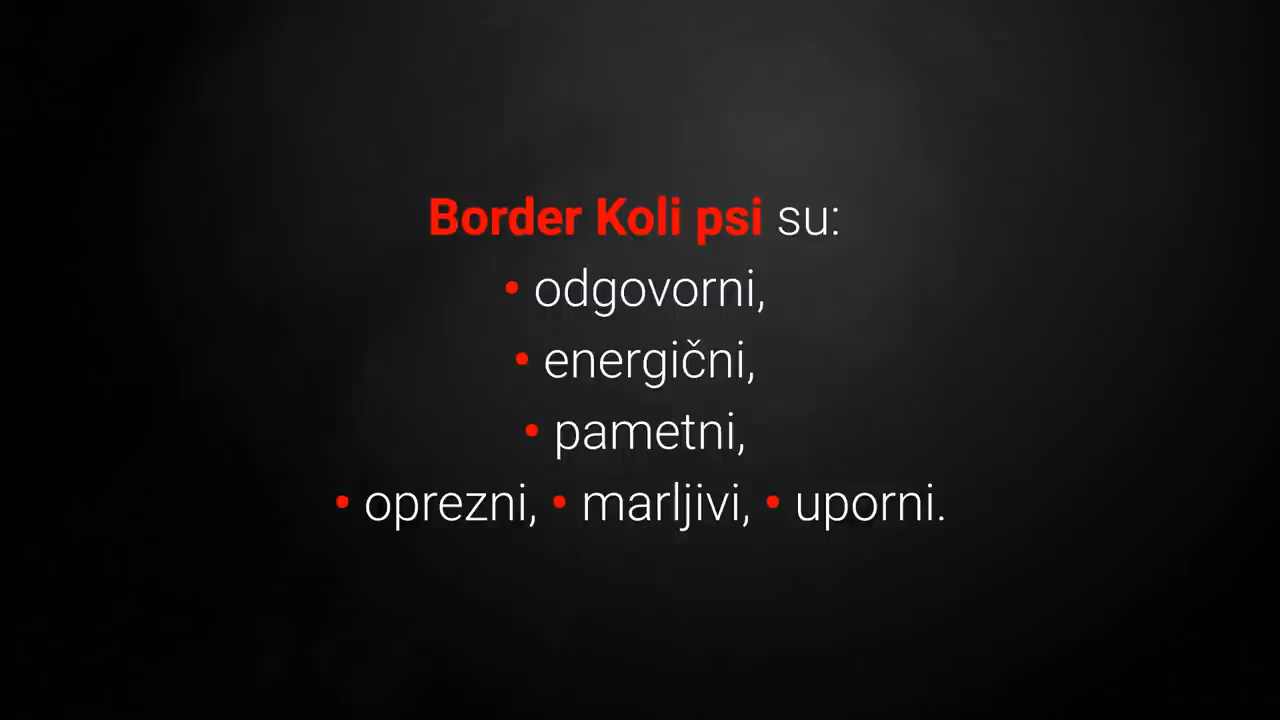 Border Koli psi su:
• odgovorni,
• energični,
• pametni,
• oprezni, • marljivi, • uporni.